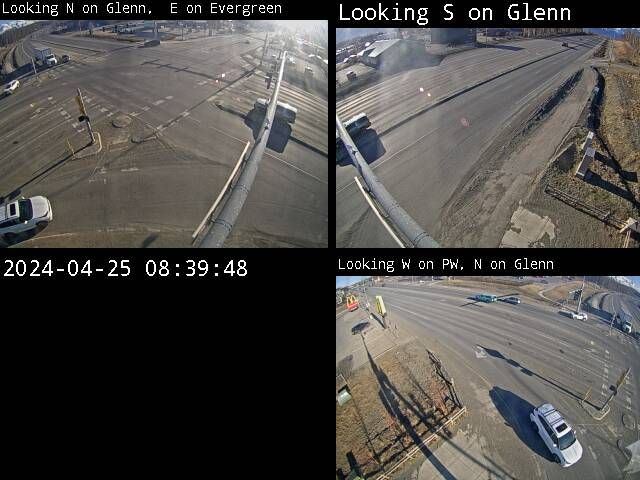 Looking N on Glenn,  E on Evergreen
Looking S on Glenn
2024-04-25 08:39:48
Looking W on PW, N on Glenn